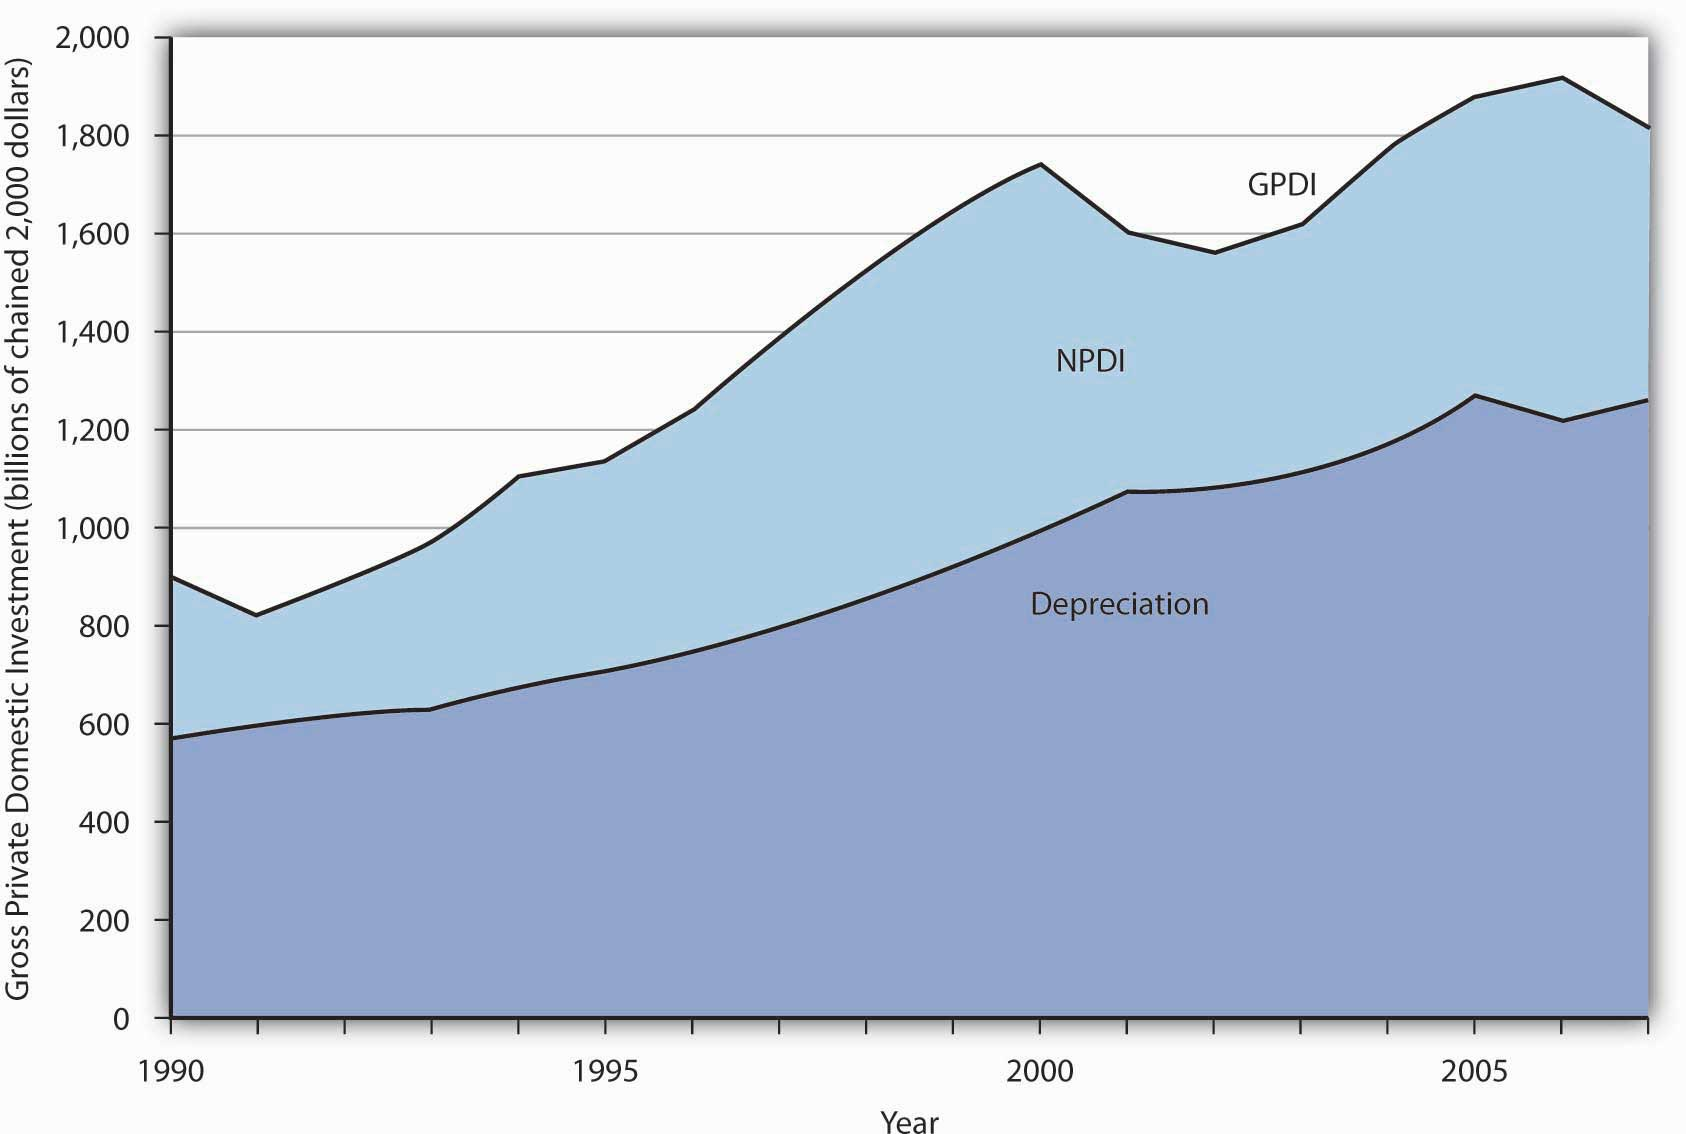 Gross Private Domestic Investment (billions of chained 2,000 dollars)
2,000
1,800
1,600
1,400
1,200
1,000
800
600
400
200
0
GPDI
NPDI
Depreciation
1990 1995 2000 2005
Year